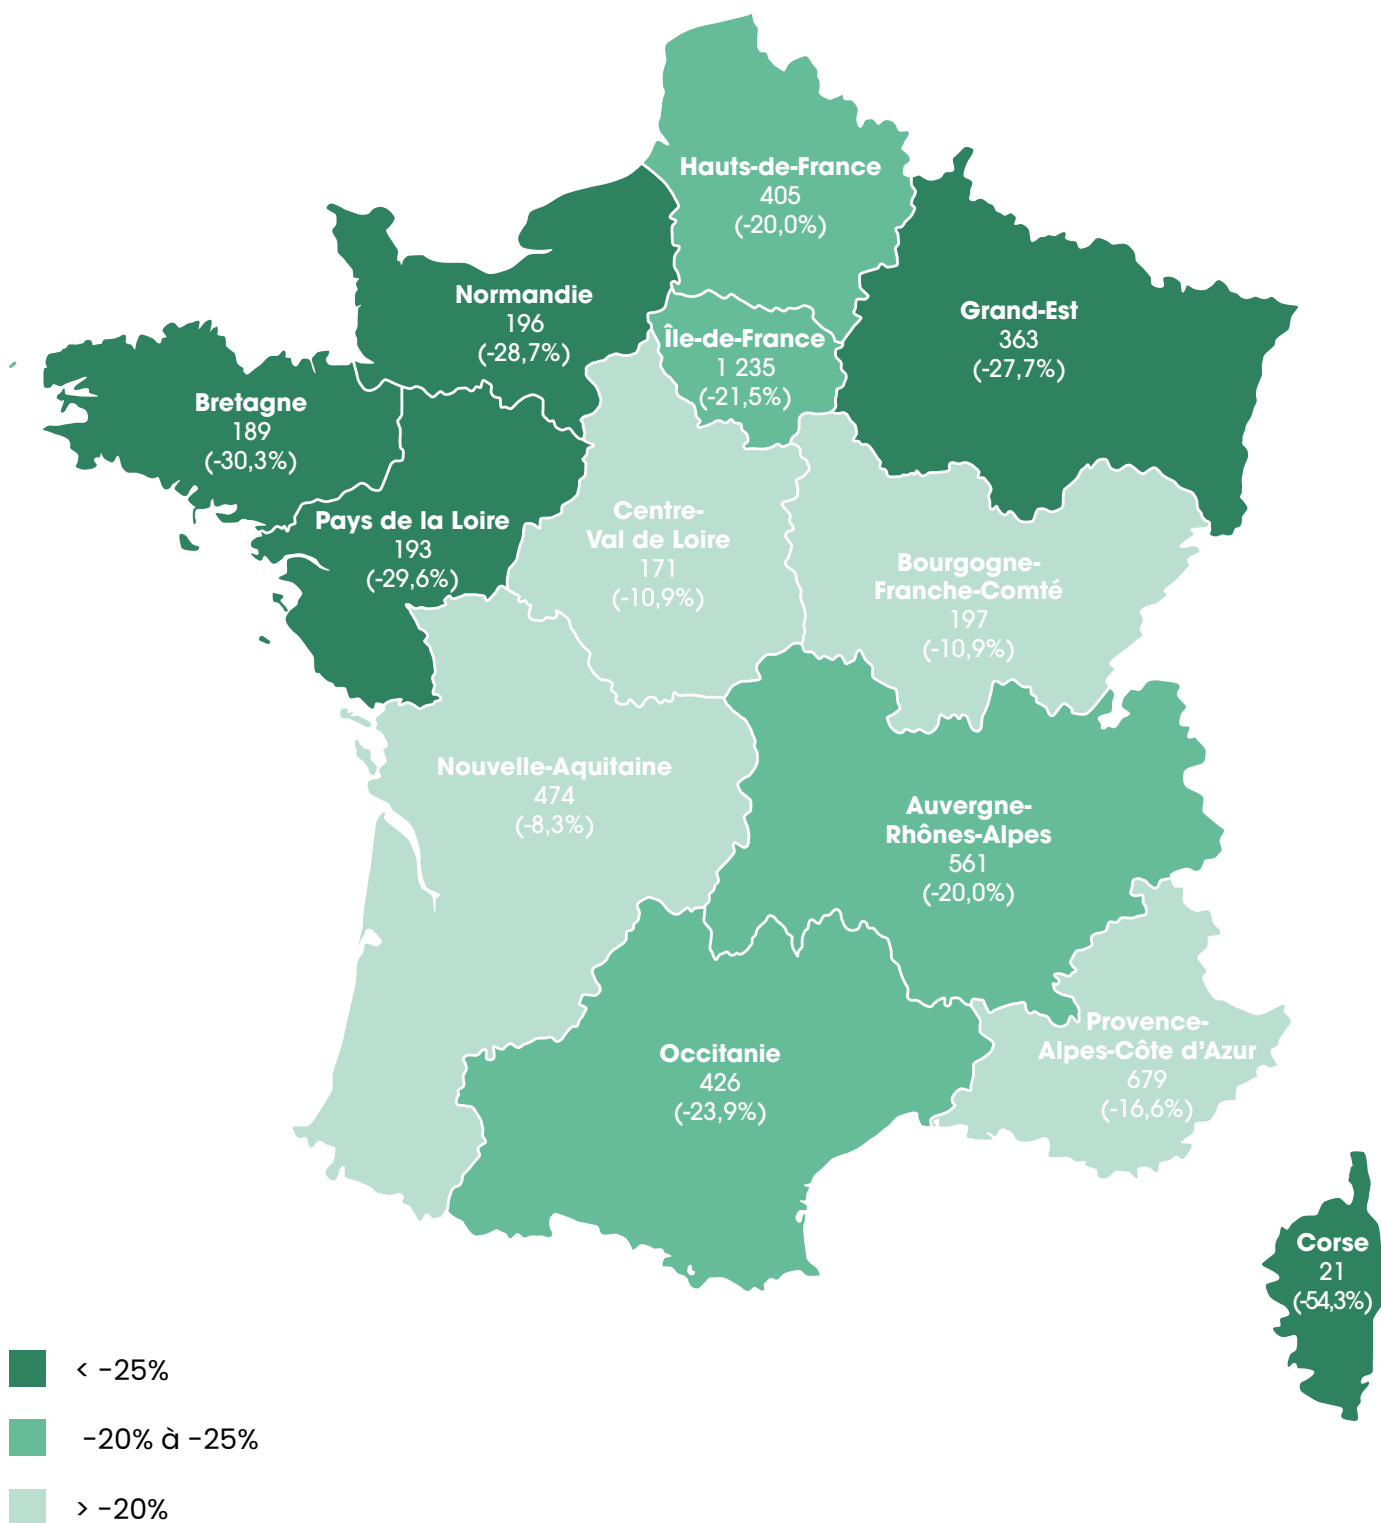 Hauts-de-France
405
(-20,0%)
Normandie
196
(-28,7%)
Île-de-France
1 235
(-21,5%)
Grand-Est
363
(-27,7%)
Bretagne
189
(-30,3%)
Pays de la Loire
193
(-29,6%)
Centre-
Val de Loire
171
(-10,9%)
Bourgogne-
Franche-Comté
197
(-10,9%)
Nouvelle-Aquitaine
474
(-8,3%)
Auvergne-
Rhônes-Alpes
561
(-20,0%)
Occitanie
426
(-23,9%)
Provence-
Alpes-Côte d’Azur
679
(-16,6%)
Corse
21
(-54,3%)
< -25%
-20% à -25%
> -20%